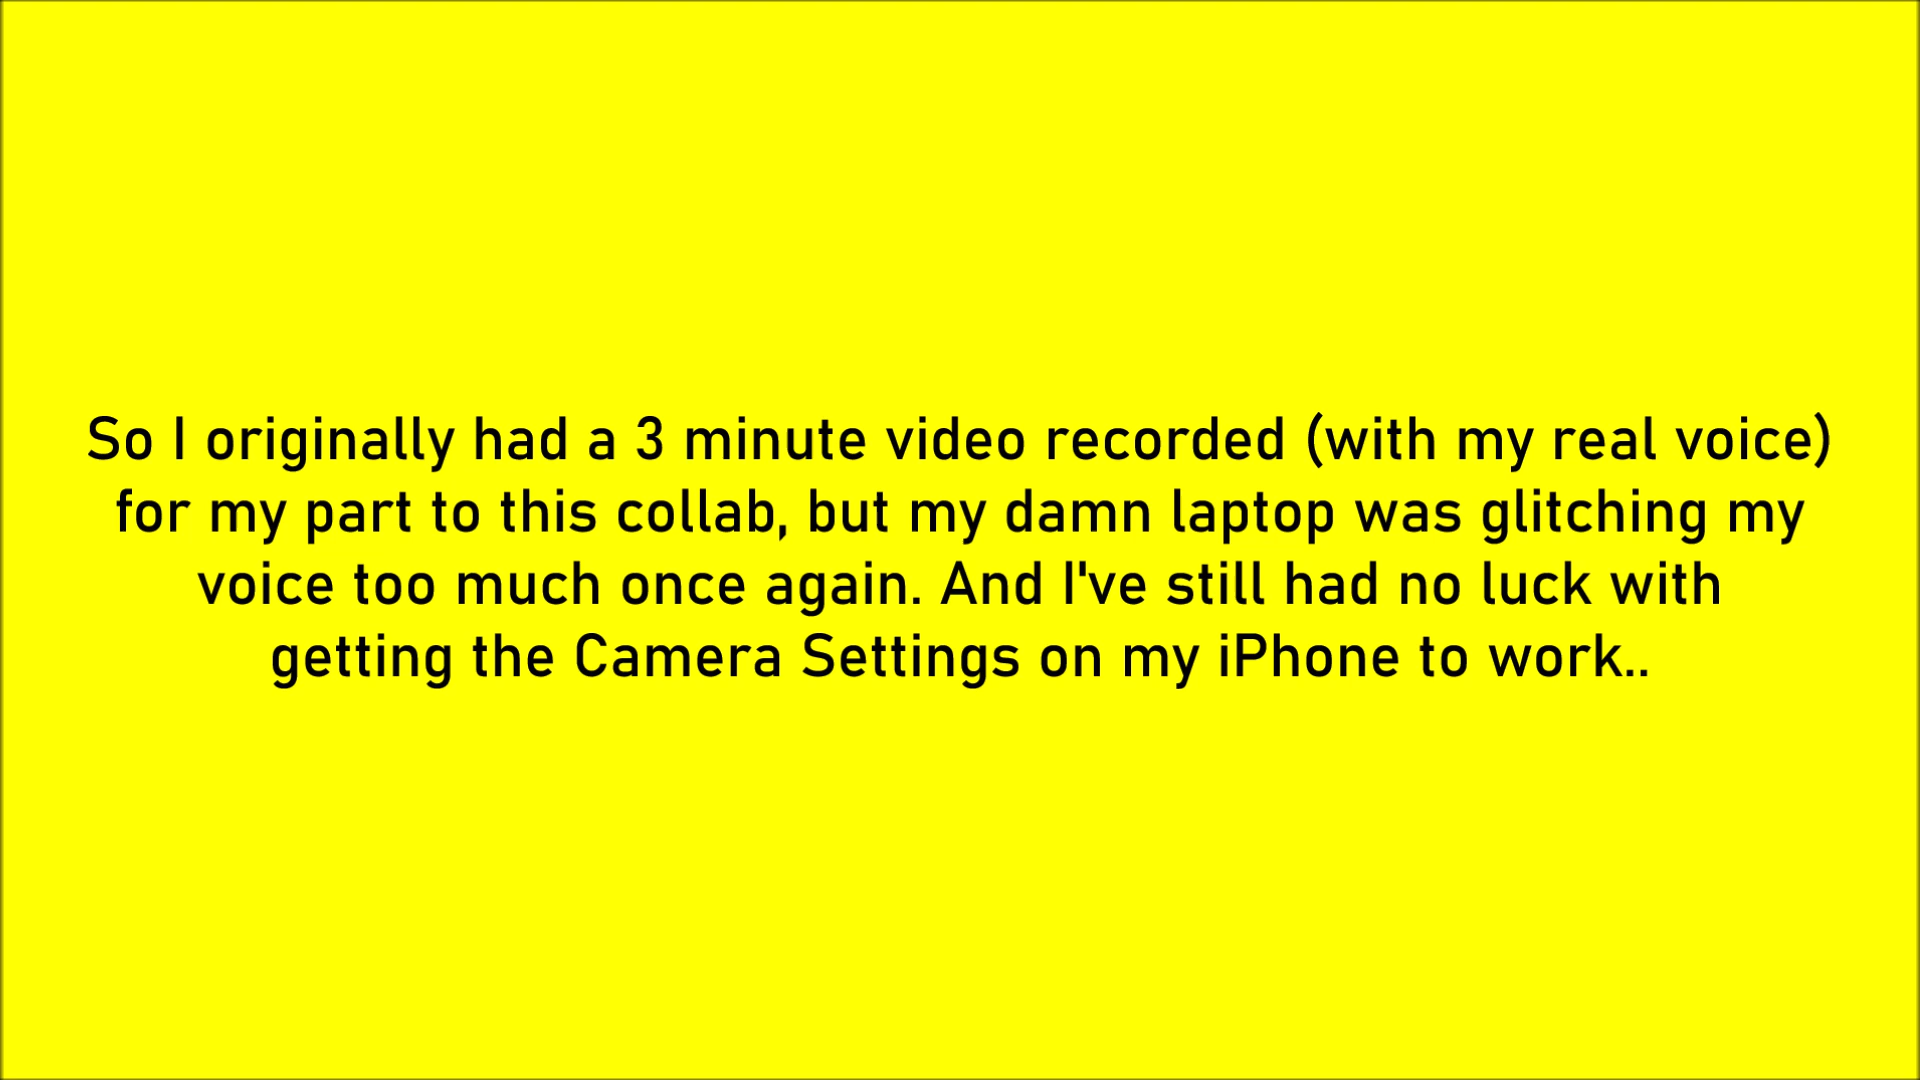 So I originally had a 3 minute video recorded (with my real voice)
for my part to this collab, but my damn laptop was glitching my
voice too much once again. And I've still had no luck with
getting the Camera Settings on my iPhone to work..